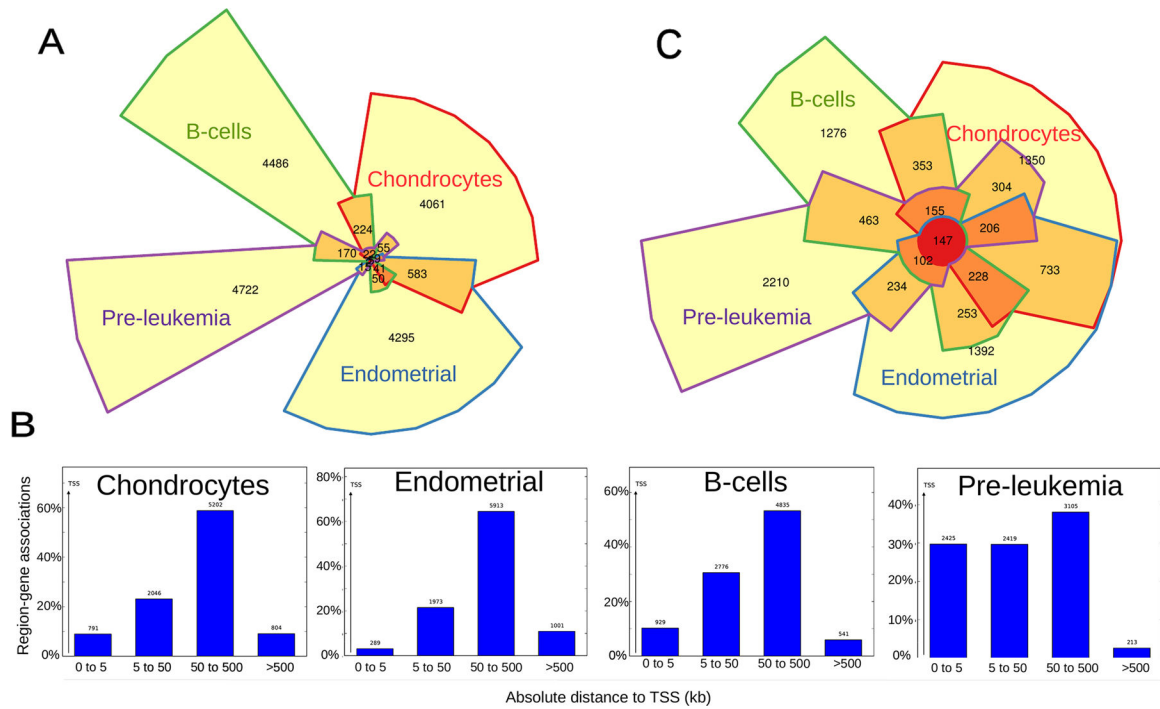 A
B-cells
4486
Chondrocytes
4061
224
55
170
22
39
41
15
50
583
4722
Pre-leukemia
4295
Endometrial
C
B-cells
1276
Chondrocytes
1350
353
304
463
155
206
147
102
733
2210
234
228
Pre-leukemia
253
1392
Endometrial
B
Region-gene associations
TSS
Chondrocytes
60%
40%
20%
0%
791
2046
5202
804
0 to 5
5 to 50
50 to 500
>500
TSS
Endometrial
80%
60%
40%
20%
0%
289
1973
5913
1001
0 to 5
5 to 50
50 to 500
>500
TSS
B-cells
60%
40%
20%
0%
929
2776
4835
541
0 to 5
5 to 50
50 to 500
>500
TSS
Pre-leukemia
40%
30%
20%
10%
0%
2425
2419
3105
213
0 to 5
5 to 50
50 to 500
>500
Absolute distance to TSS (kb)